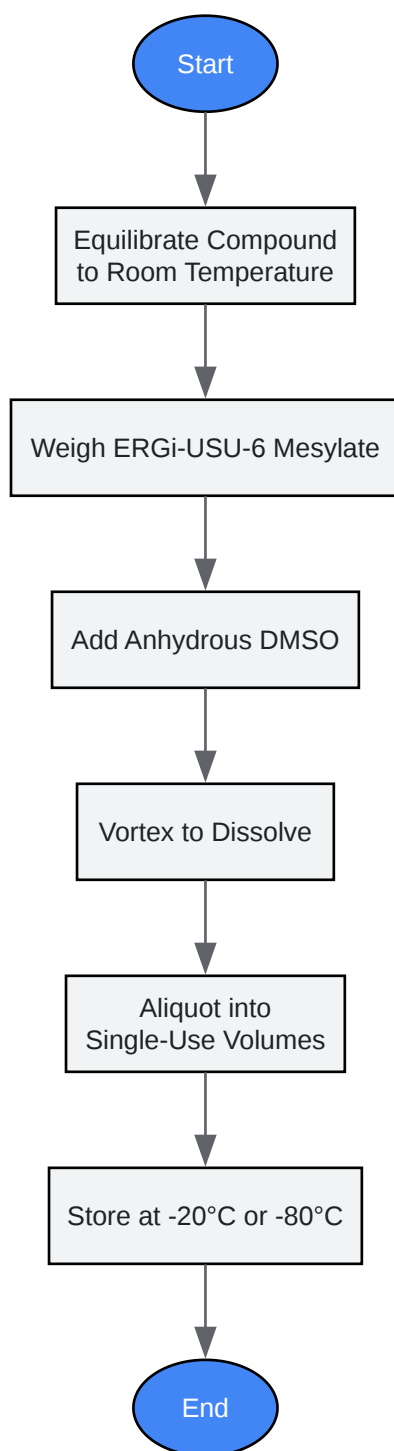 Start
Equilibrate Compound
to Room Temperature
Weigh ERGi-USU-6 Mesylate
Add Anhydrous DMSO
Vortex to Dissolve
Aliquot into
Single-Use Volumes
Store at -20°C or -80°C
End